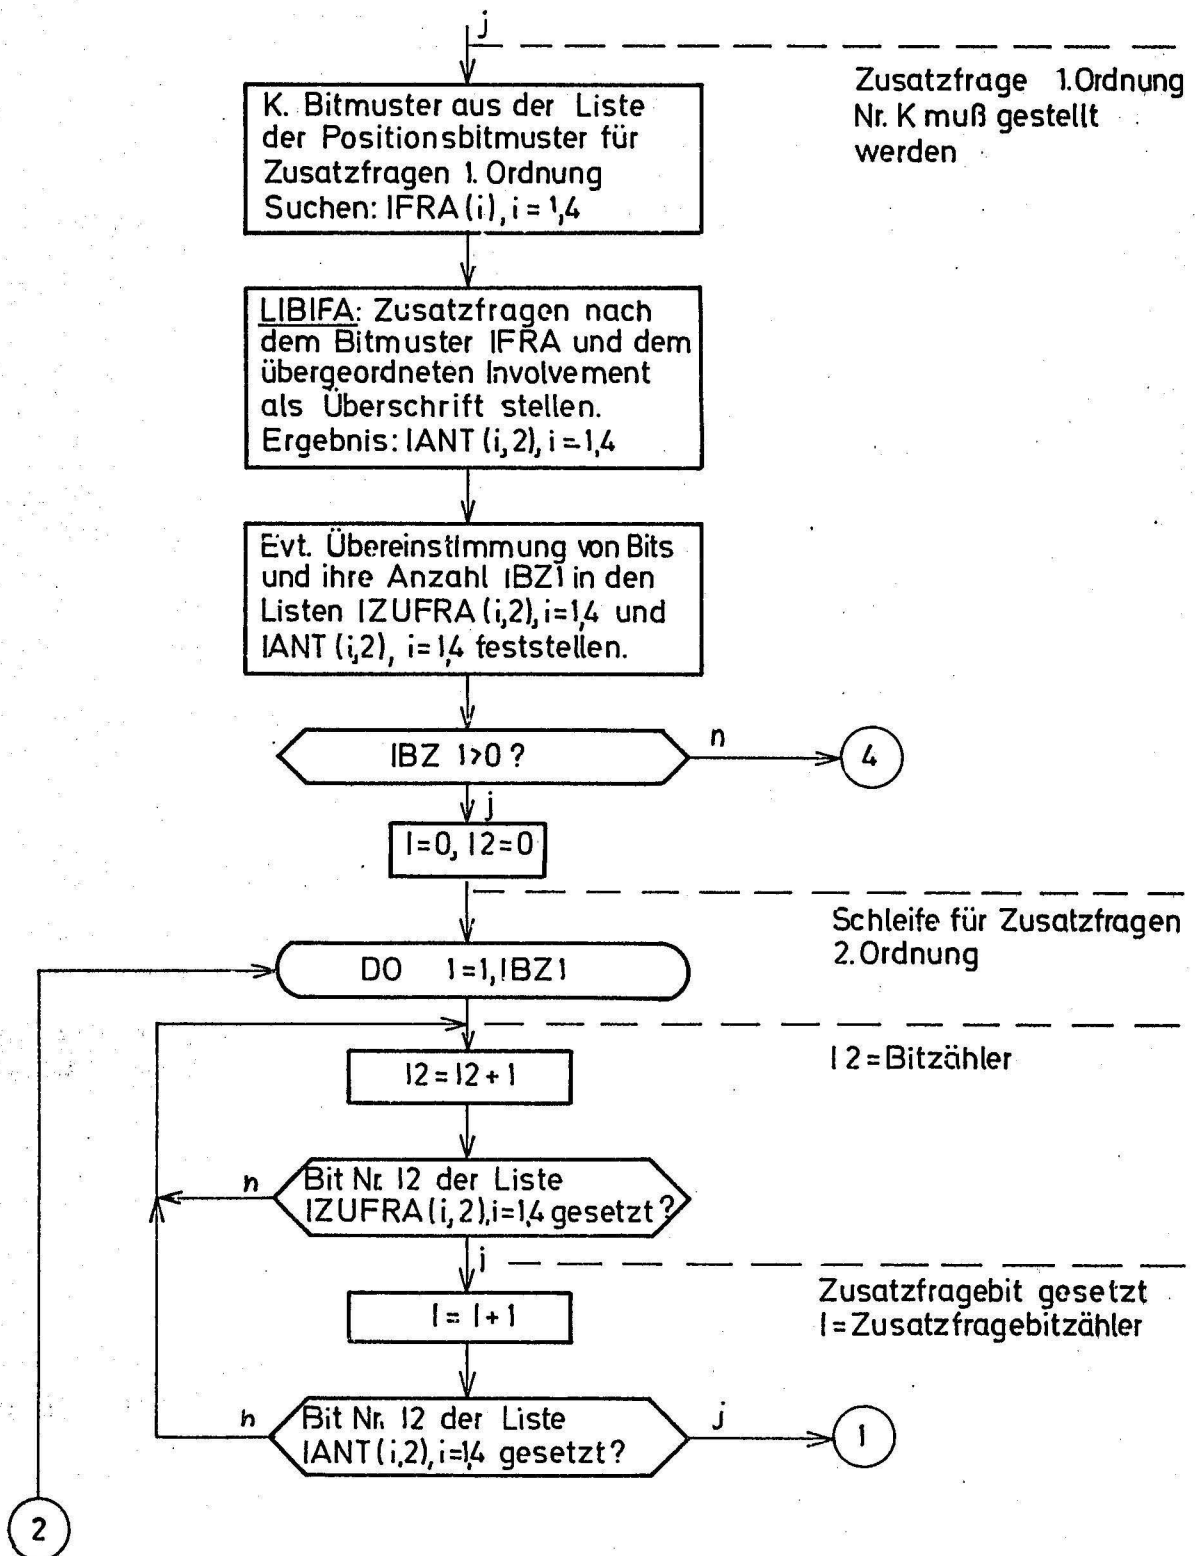 j
Zusatzfrage 1.Ordnung
Nr. K muß gestellt
werden
K. Bitmuster aus der Liste
der Positionsbitmuster für
Zusatzfragen 1. Ordnung
Suchen: IFRA(i), i = 1,4
LIBIFA: Zusatzfragen nach
dem Bitmuster IFRA und dem
übergeordneten Involvement
als Überschrift stellen.
Ergebnis: IANT (i,2), i=1,4
Evt. Übereinstimmung von Bits
und ihre Anzahl IBZ1 in den
Listen IZUFRA (i,2), i=1,4 und
IANT (i,2), i=1,4 feststellen.
IBZ 1>0 ?
n
4
j
I=0, I2=0
Schleife für Zusatzfragen
2.Ordnung
DO I=1, IBZ1
I2=Bitzähler
I2=I2+1
Bit Nr. I2 der Liste
IZUFRA(i,2), i=1,4 gesetzt?
n
j
Zusatzfragebit gesetzt
I=Zusatzfragebitzähler
I = I+1
Bit Nr. I2 der Liste
IANT(i,2), i=1,4 gesetzt?
n
j
1
2